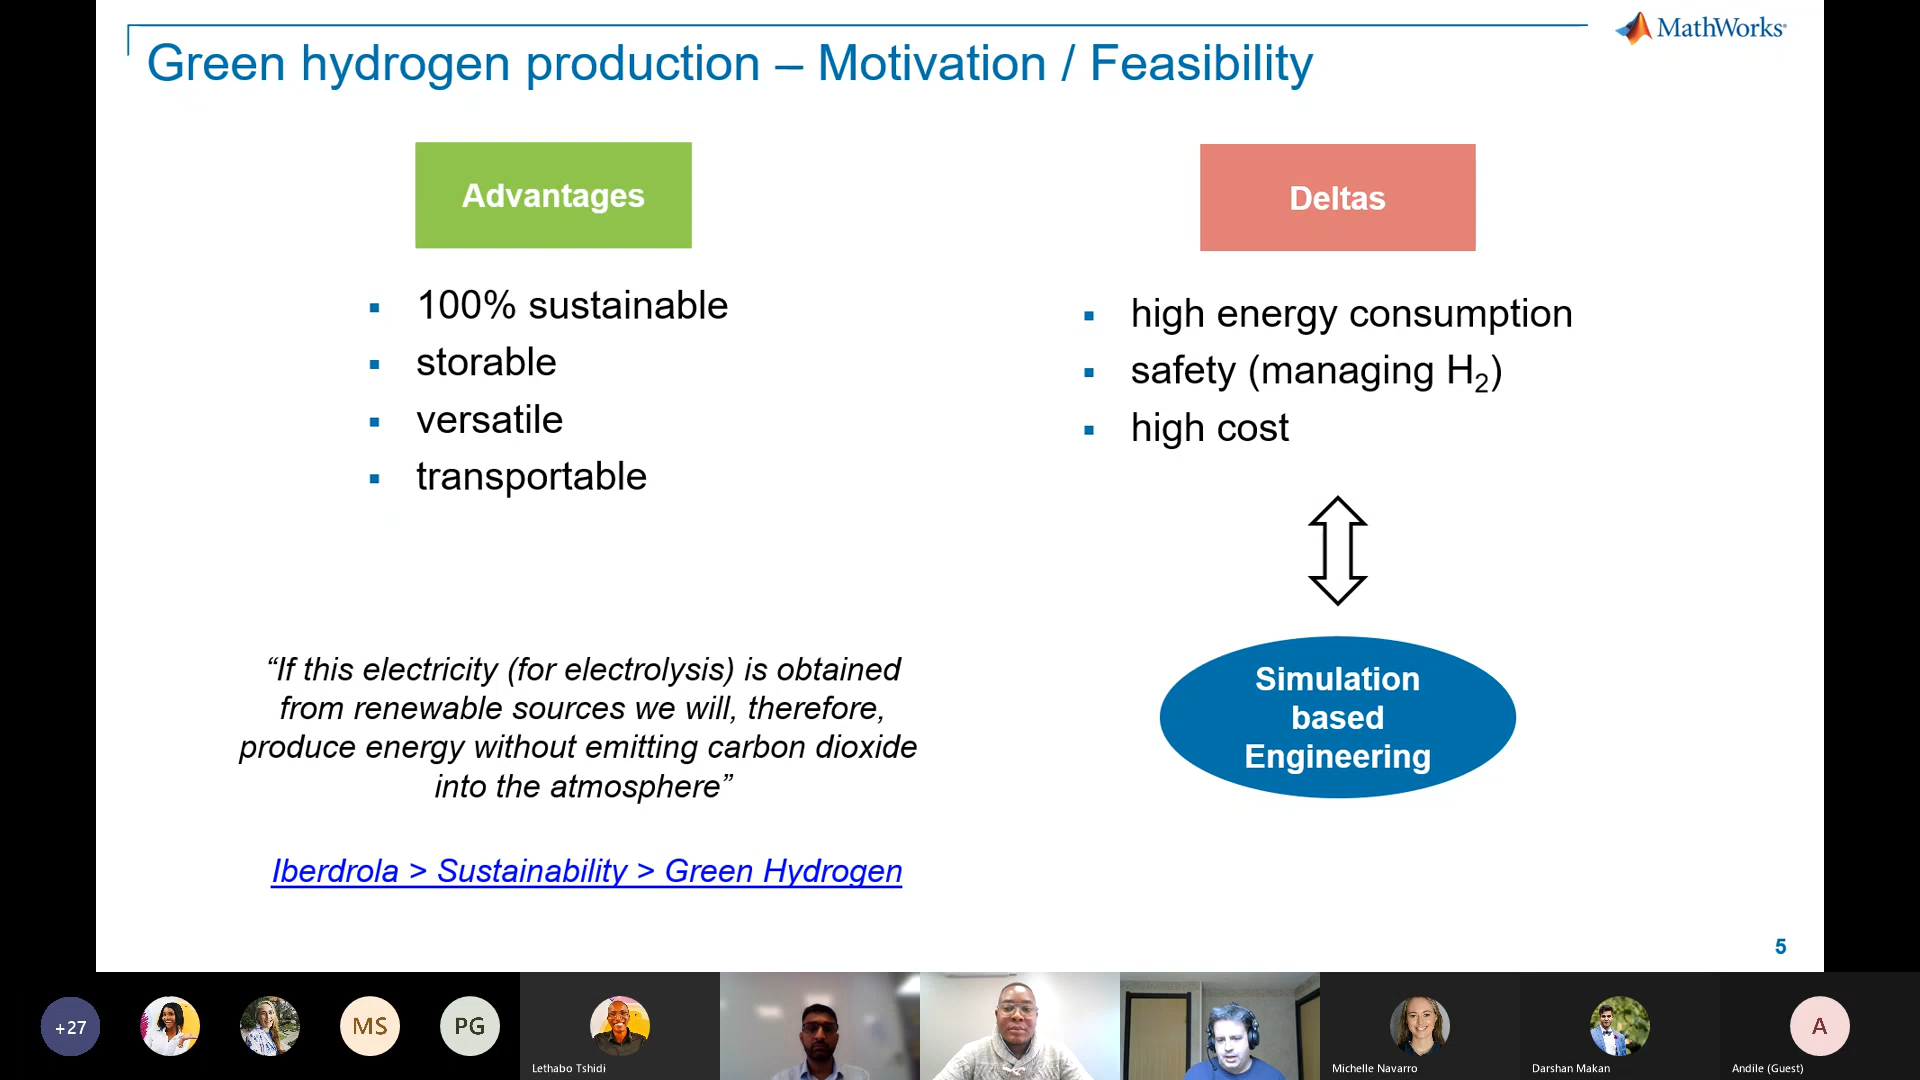 MathWorks®
Green hydrogen production – Motivation / Feasibility
Advantages
▪ 100% sustainable
▪ storable
▪ versatile
▪ transportable
Deltas
▪ high energy consumption
▪ safety (managing H₂)
▪ high cost
Simulation
based
Engineering
“If this electricity (for electrolysis) is obtained
from renewable sources we will, therefore,
produce energy without emitting carbon dioxide
into the atmosphere”
Iberdrola > Sustainability > Green Hydrogen
5
+27
MS
PG
Lethabo Tshidi
Michelle Navarro
Darshan Makan
A
Andile (Guest)